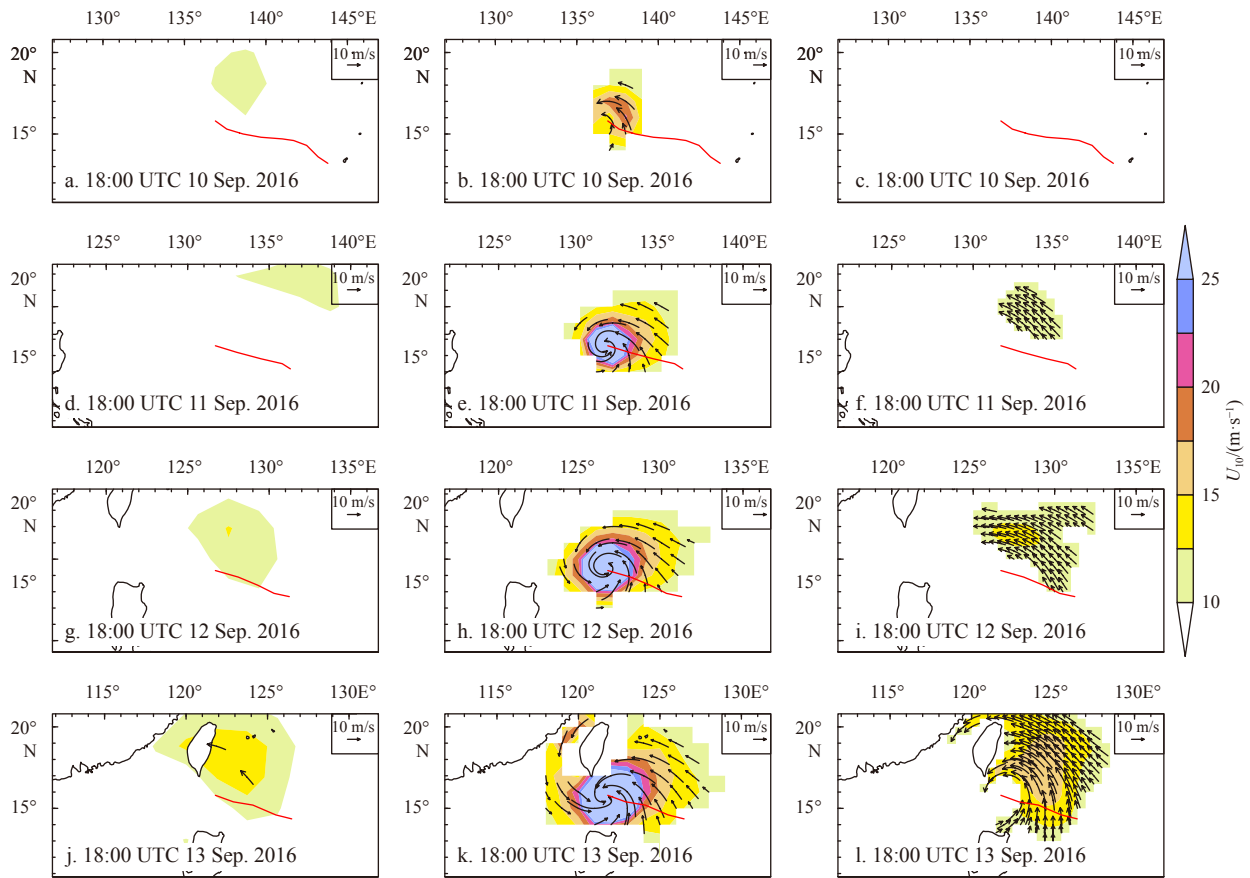 130° 135° 140° 145°E 130° 135° 140° 145°E 130° 135° 140° 145°E
20° 10 m/s 20° 10 m/s 20° 10 m/s
N N N
15° 15° 15°
a. 18:00 UTC 10 Sep. 2016 b. 18:00 UTC 10 Sep. 2016 c. 18:00 UTC 10 Sep. 2016
125° 130° 135° 140°E 125° 130° 135° 140°E 125° 130° 135° 140°E
20° 10 m/s 20° 10 m/s 20° 10 m/s
N N N
15° 15° 15°
d. 18:00 UTC 11 Sep. 2016 e. 18:00 UTC 11 Sep. 2016 f. 18:00 UTC 11 Sep. 2016
120° 125° 130° 135°E 120° 125° 130° 135°E 120° 125° 130° 135°E
20° 10 m/s 20° 10 m/s 20° 10 m/s
N N N
15° 15° 15°
g. 18:00 UTC 12 Sep. 2016 h. 18:00 UTC 12 Sep. 2016 i. 18:00 UTC 12 Sep. 2016
115° 120° 125° 130E° 115° 120° 125° 130E° 115° 120° 125° 130E°
20° 10 m/s 20° 10 m/s 20° 10 m/s
N N N
15° 15° 15°
j. 18:00 UTC 13 Sep. 2016 k. 18:00 UTC 13 Sep. 2016 l. 18:00 UTC 13 Sep. 2016
25
20
15
10
U₁₀/(m·s⁻¹)